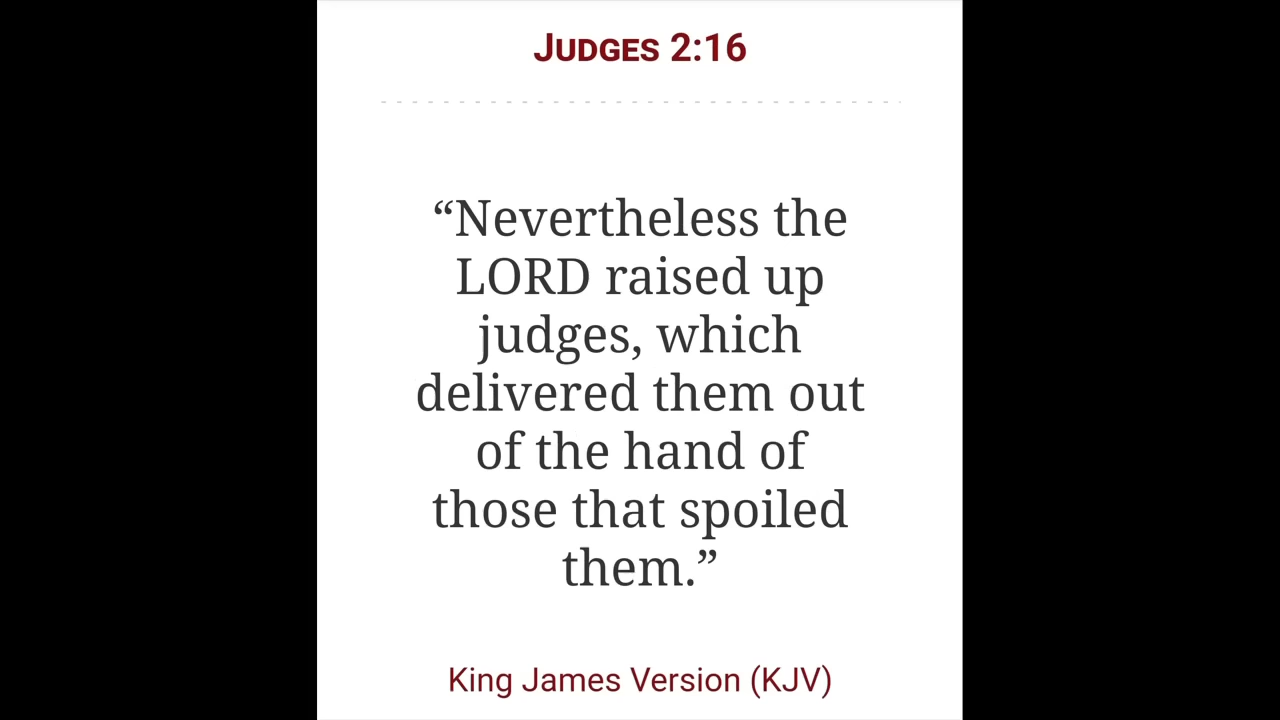 Judges 2:16
“Nevertheless the
LORD raised up
judges, which
delivered them out
of the hand of
those that spoiled
them.”
King James Version (KJV)